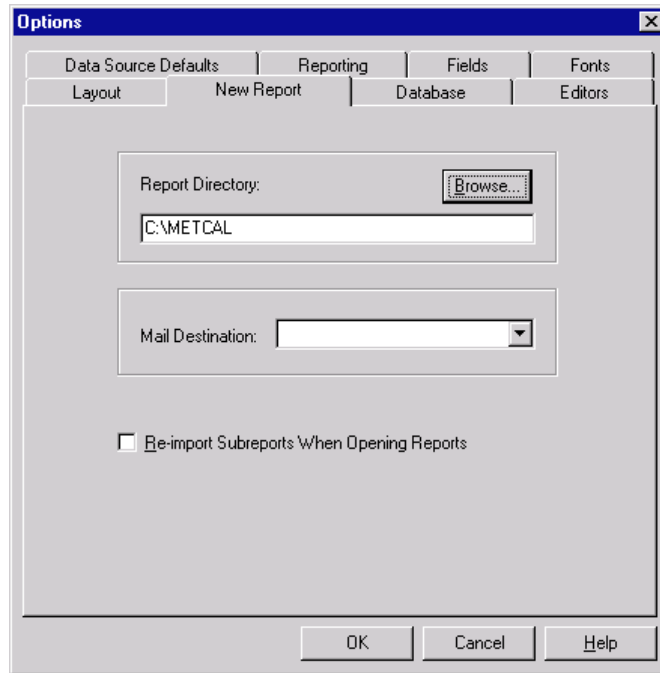 Options
Data Source Defaults Reporting Fields Fonts
Layout New Report Database Editors
Report Directory: Browse...
C:\METCAL
Mail Destination:
Re-import Subreports When Opening Reports
OK Cancel Help